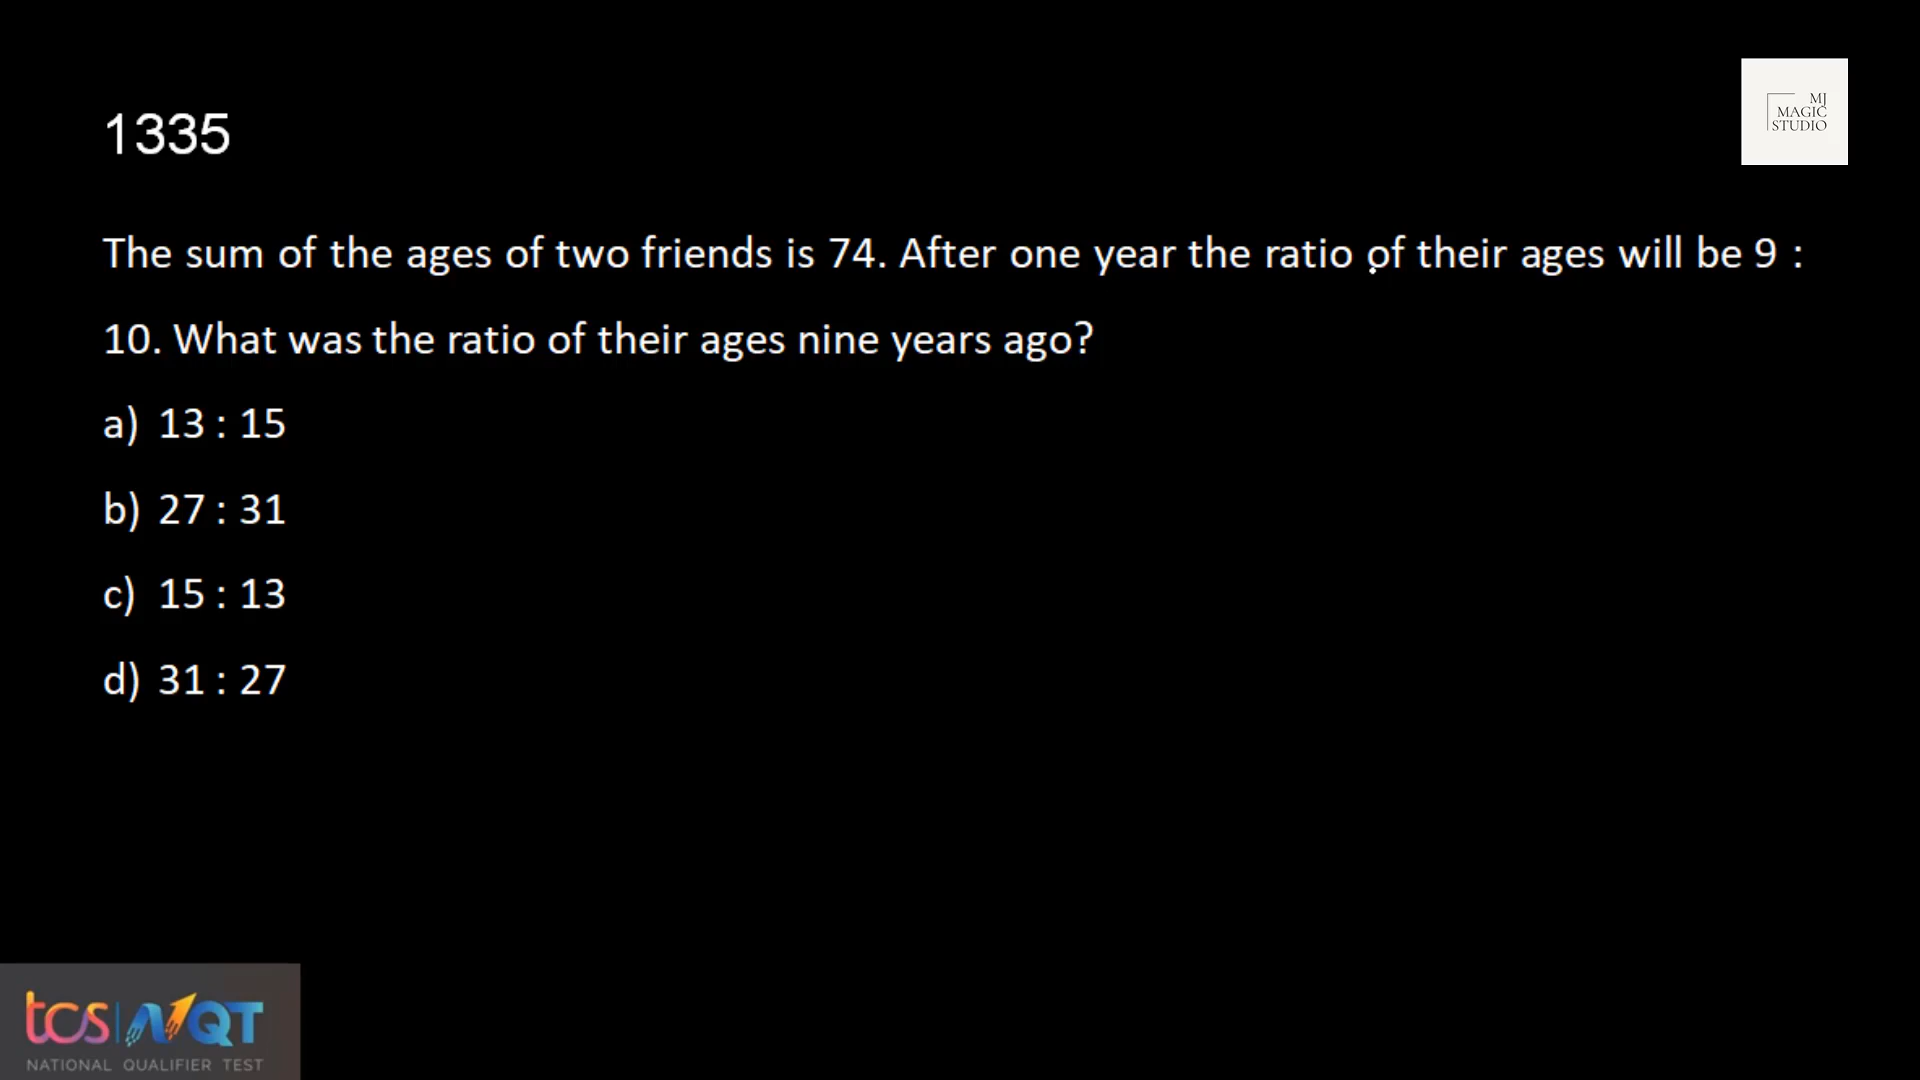 MJ
MAGIC
STUDIO
1335
The sum of the ages of two friends is 74. After one year the ratio of their ages will be 9 :
10. What was the ratio of their ages nine years ago?
a) 13 : 15
b) 27 : 31
c) 15 : 13
d) 31 : 27
tcs NQT
NATIONAL QUALIFIER TEST